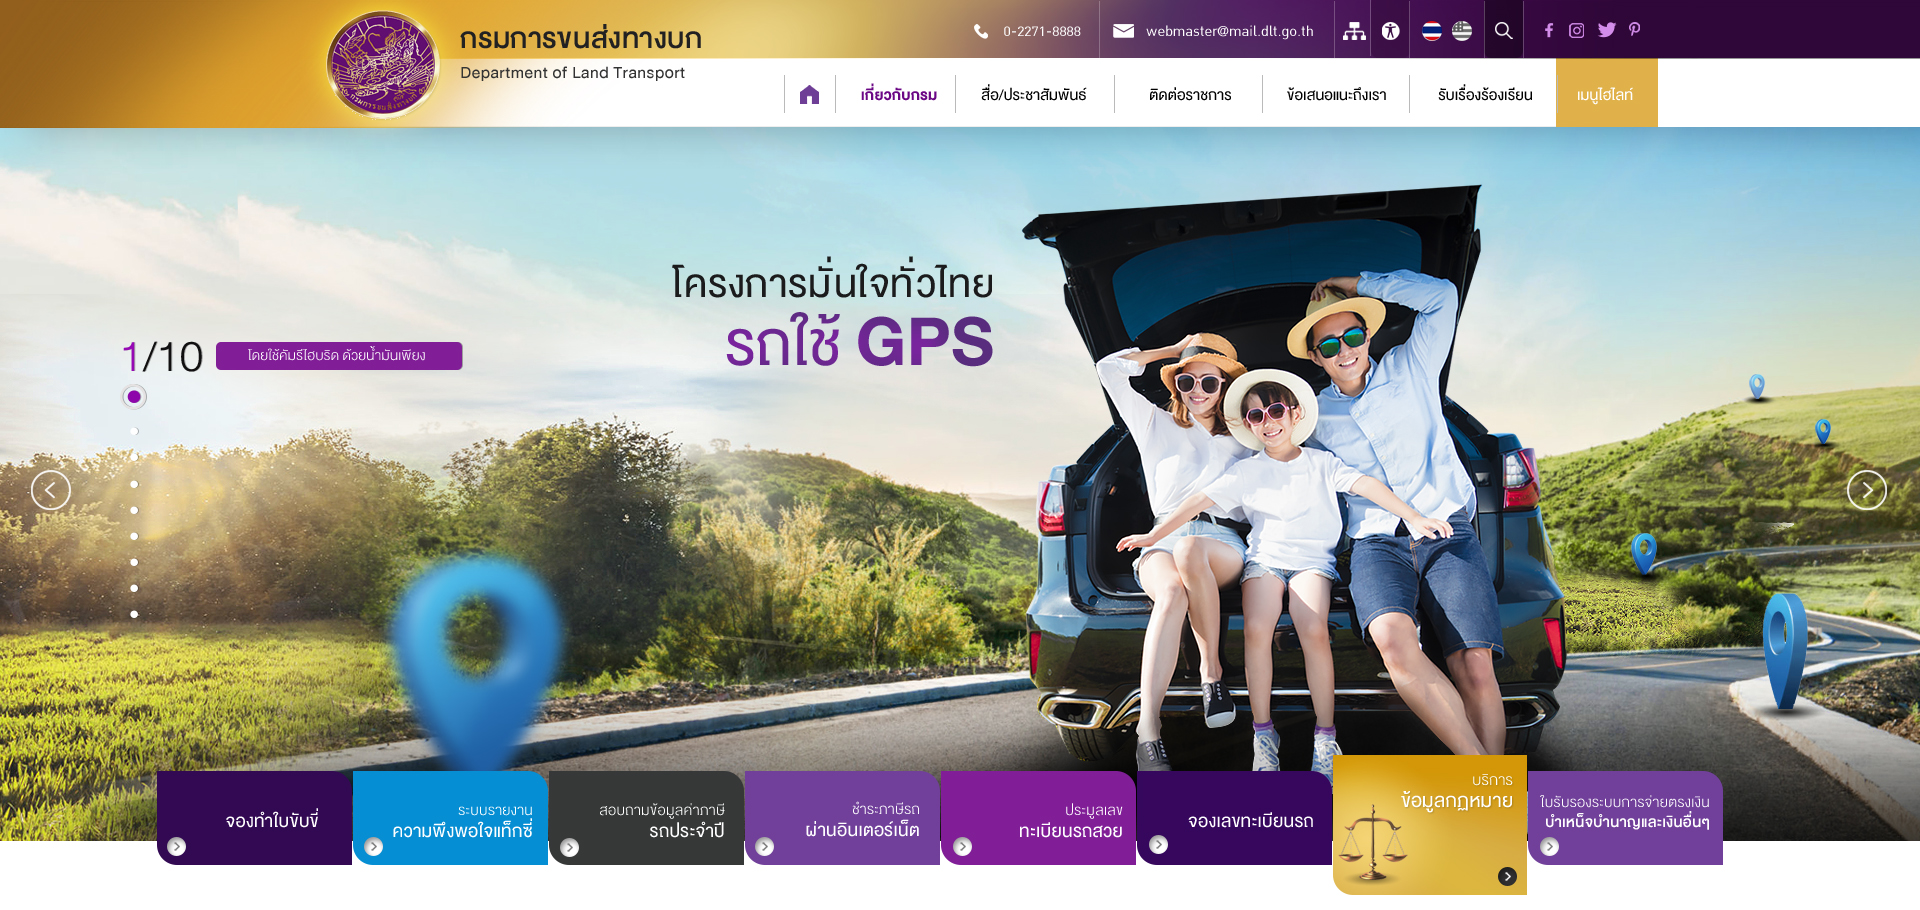 กรมการขนส่งทางบก
Department of Land Transport
0-2271-8888
webmaster@mail.dlt.go.th
เกี่ยวกับกรม
สื่อ/ประชาสัมพันธ์
ติดต่อราชการ
ข้อเสนอแนะถึงเรา
รับเรื่องร้องเรียน
เมนูไฮไลท์
โครงการมั่นใจทั่วไทย
รถใช้ GPS
1/10
โดยใช้คัมรีไฮบริด ด้วยน้ำมันเพียง
จองทำใบขับขี่
ระบบรายงาน
ความพึงพอใจแท็กซี่
สอบถามข้อมูลค่าภาษี
รถประจำปี
ชำระภาษีรถ
ผ่านอินเตอร์เน็ต
ประมูลเลข
ทะเบียนรถสวย
จองเลขทะเบียนรถ
บริการ
ข้อมูลกฎหมาย
ใบรับรองระบบการจ่ายตรงเงิน
บำเหน็จบำนาญและเงินอื่นๆ